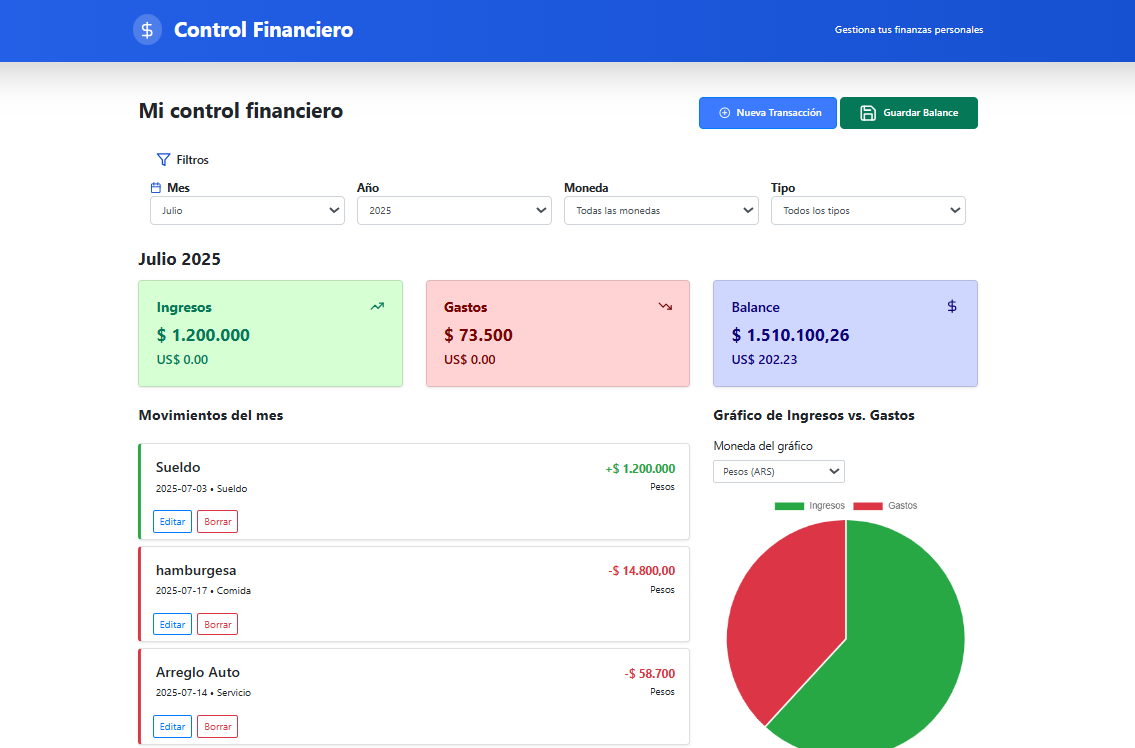 Control Financiero
Gestiona tus finanzas personales
Mi control financiero
Nueva Transacción
Guardar Balance
Filtros
Mes
Julio
Año
2025
Moneda
Todas las monedas
Tipo
Todos los tipos
Julio 2025
Ingresos
$ 1.200.000
US$ 0.00
Gastos
$ 73.500
US$ 0.00
Balance
$
$ 1.510.100,26
US$ 202.23
Movimientos del mes
Sueldo
+$ 1.200.000
2025-07-03 • Sueldo
Pesos
Editar
Borrar
hamburgesa
-$ 14.800,00
2025-07-17 • Comida
Pesos
Editar
Borrar
Arreglo Auto
-$ 58.700
2025-07-14 • Servicio
Pesos
Editar
Borrar
Gráfico de Ingresos vs. Gastos
Moneda del gráfico
Pesos (ARS)
Ingresos
Gastos